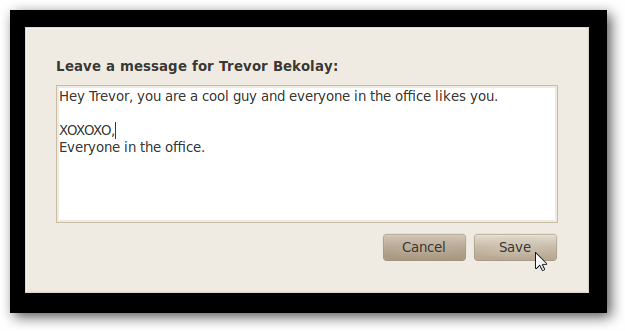 Leave a message for Trevor Bekolay:
Hey Trevor, you are a cool guy and everyone in the office likes you.
XOXOXO,
Everyone in the office.
Cancel Save